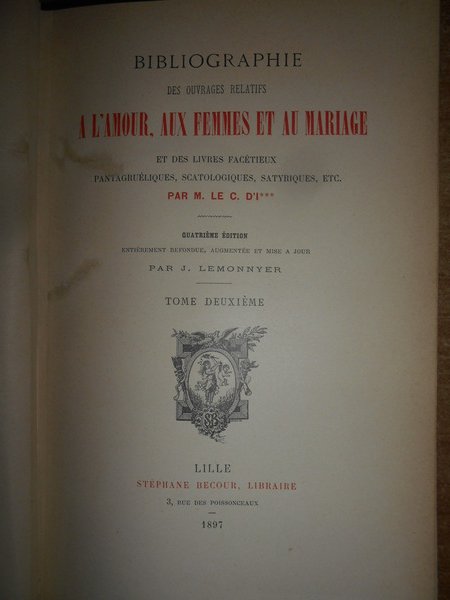 BIBLIOGRAPHIE
DES OUVRAGES RELATIFS
A L'AMOUR, AUX FEMMES ET AU MARIAGE
ET DES LIVRES FACÉTIEUX
PANTAGRUÉLIQUES, SCATOLOGIQUES, SATYRIQUES, ETC.
PAR M. LE C. D'I***
QUATRIÈME ÉDITION
ENTIÈREMENT REFONDUE, AUGMENTÉE ET MISE A JOUR
PAR J. LEMONNYER
TOME DEUXIÈME
SB
LILLE
STÉPHANE BECOUR, LIBRAIRE
3, RUE DES POISSONCEAUX
1897